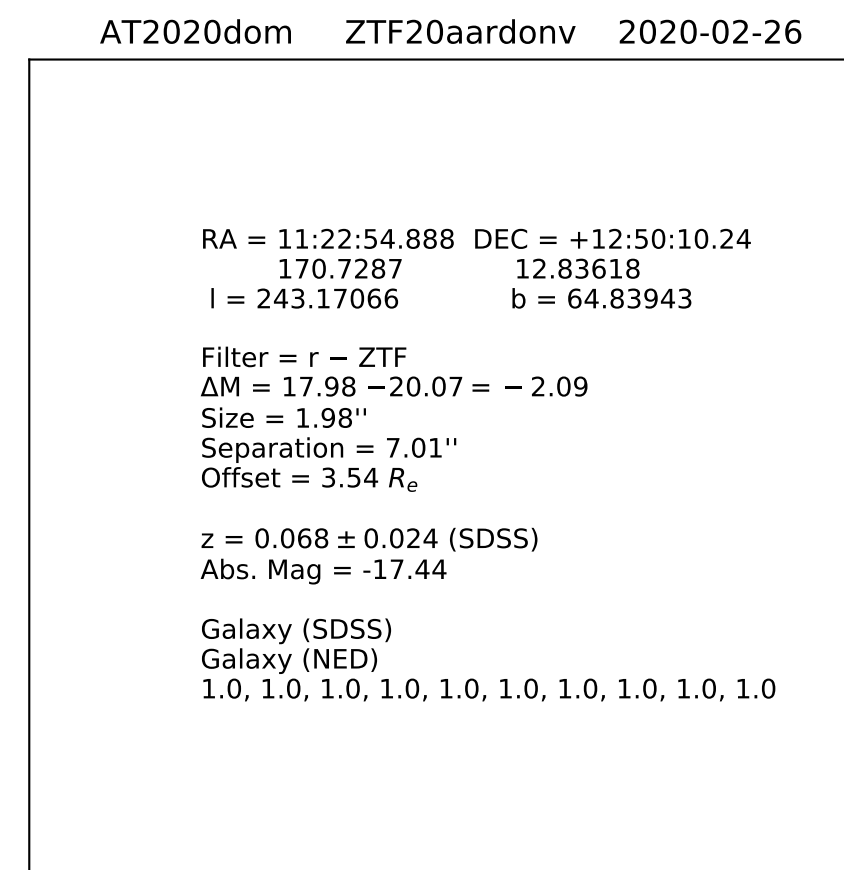 AT2020dom ZTF20aardonv 2020-02-26
RA = 11:22:54.888 DEC = +12:50:10.24
170.7287 12.83618
l = 243.17066 b = 64.83943
Filter = r − ZTF
ΔM = 17.98 −20.07 = − 2.09
Size = 1.98''
Separation = 7.01''
Offset = 3.54 Rₑ
z = 0.068 ± 0.024 (SDSS)
Abs. Mag = -17.44
Galaxy (SDSS)
Galaxy (NED)
1.0, 1.0, 1.0, 1.0, 1.0, 1.0, 1.0, 1.0, 1.0, 1.0